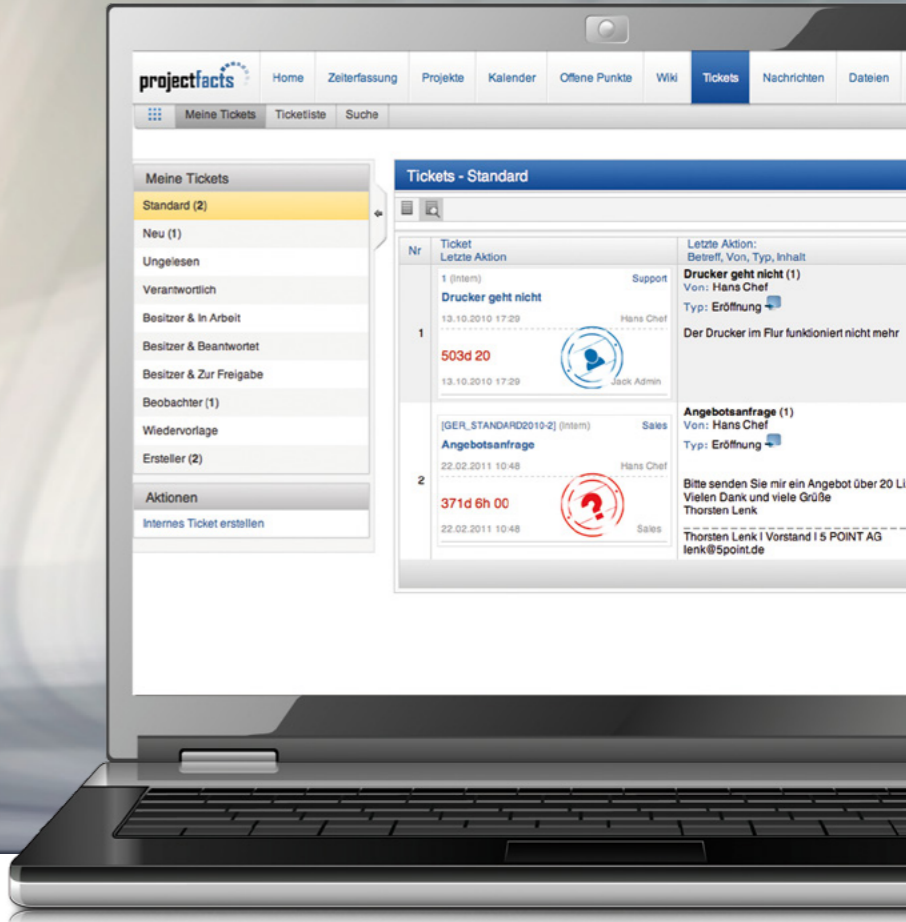 projectfacts Home Zeiterfassung Projekte Kalender Offene Punkte Wiki Tickets Nachrichten Dateien
Meine Tickets Ticketliste Suche
Meine Tickets
Standard (2)
Neu (1)
Ungelesen
Verantwortlich
Besitzer & In Arbeit
Besitzer & Beantwortet
Besitzer & Zur Freigabe
Beobachter (1)
Wiedervorlage
Ersteller (2)
Aktionen
Internes Ticket erstellen
Tickets - Standard
Nr
Ticket
Letzte Aktion
Letzte Aktion:
Betreff, Von, Typ, Inhalt
1
1 (Intern) Support
Drucker geht nicht
13.10.2010 17:29 Hans Chef
503d 20
13.10.2010 17:29 Jack Admin
Drucker geht nicht (1)
Von: Hans Chef
Typ: Eröffnung
Der Drucker im Flur funktioniert nicht mehr
2
[GER_STANDARD2010-2] (Intern) Sales
Angebotsanfrage
22.02.2011 10:48 Hans Chef
371d 6h 00
22.02.2011 10:48 Sales
Angebotsanfrage (1)
Von: Hans Chef
Typ: Eröffnung
Bitte senden Sie mir ein Angebot über 20 Li
Vielen Dank und viele Grüße
Thorsten Lenk
Thorsten Lenk I Vorstand I 5 POINT AG
lenk@5point.de